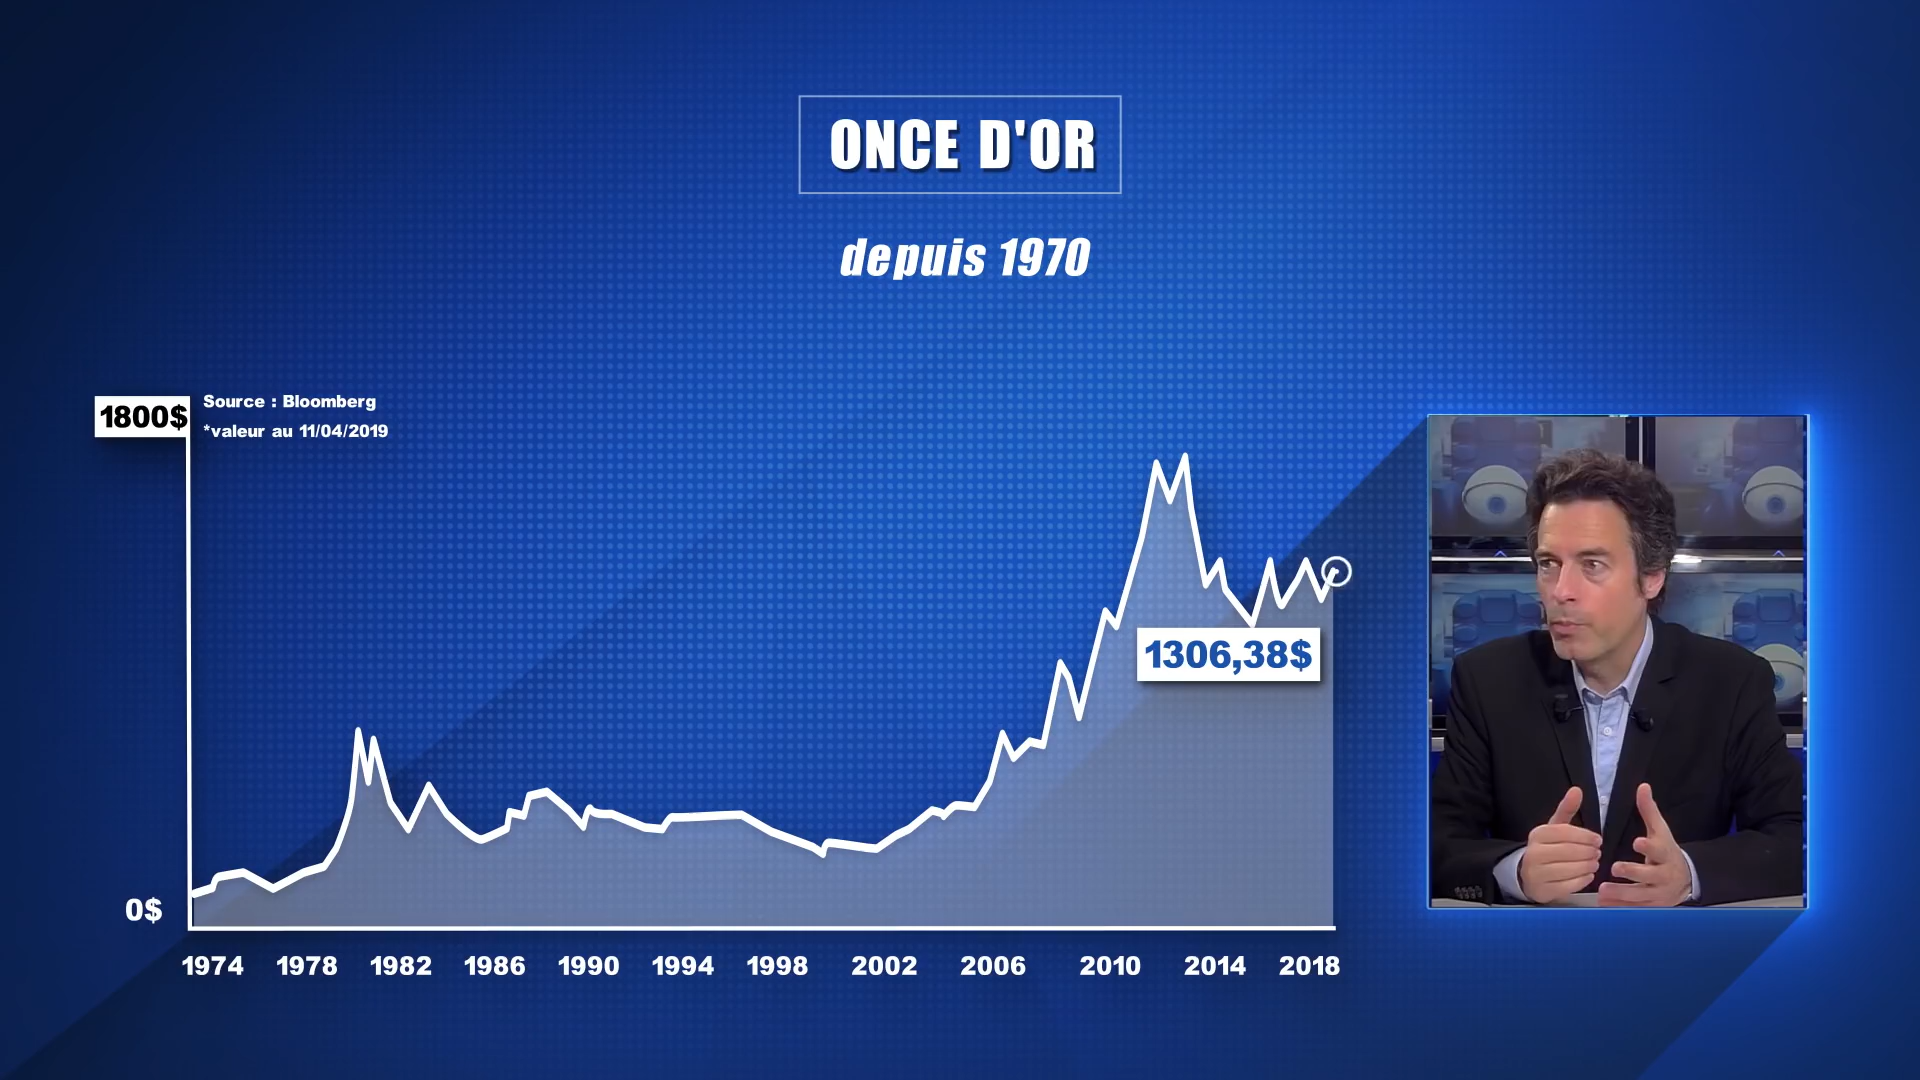 ONCE D'OR
depuis 1970
1800$
Source : Bloomberg
*valeur au 11/04/2019
1306,38$
0$
1974 1978 1982 1986 1990 1994 1998 2002 2006 2010 2014 2018